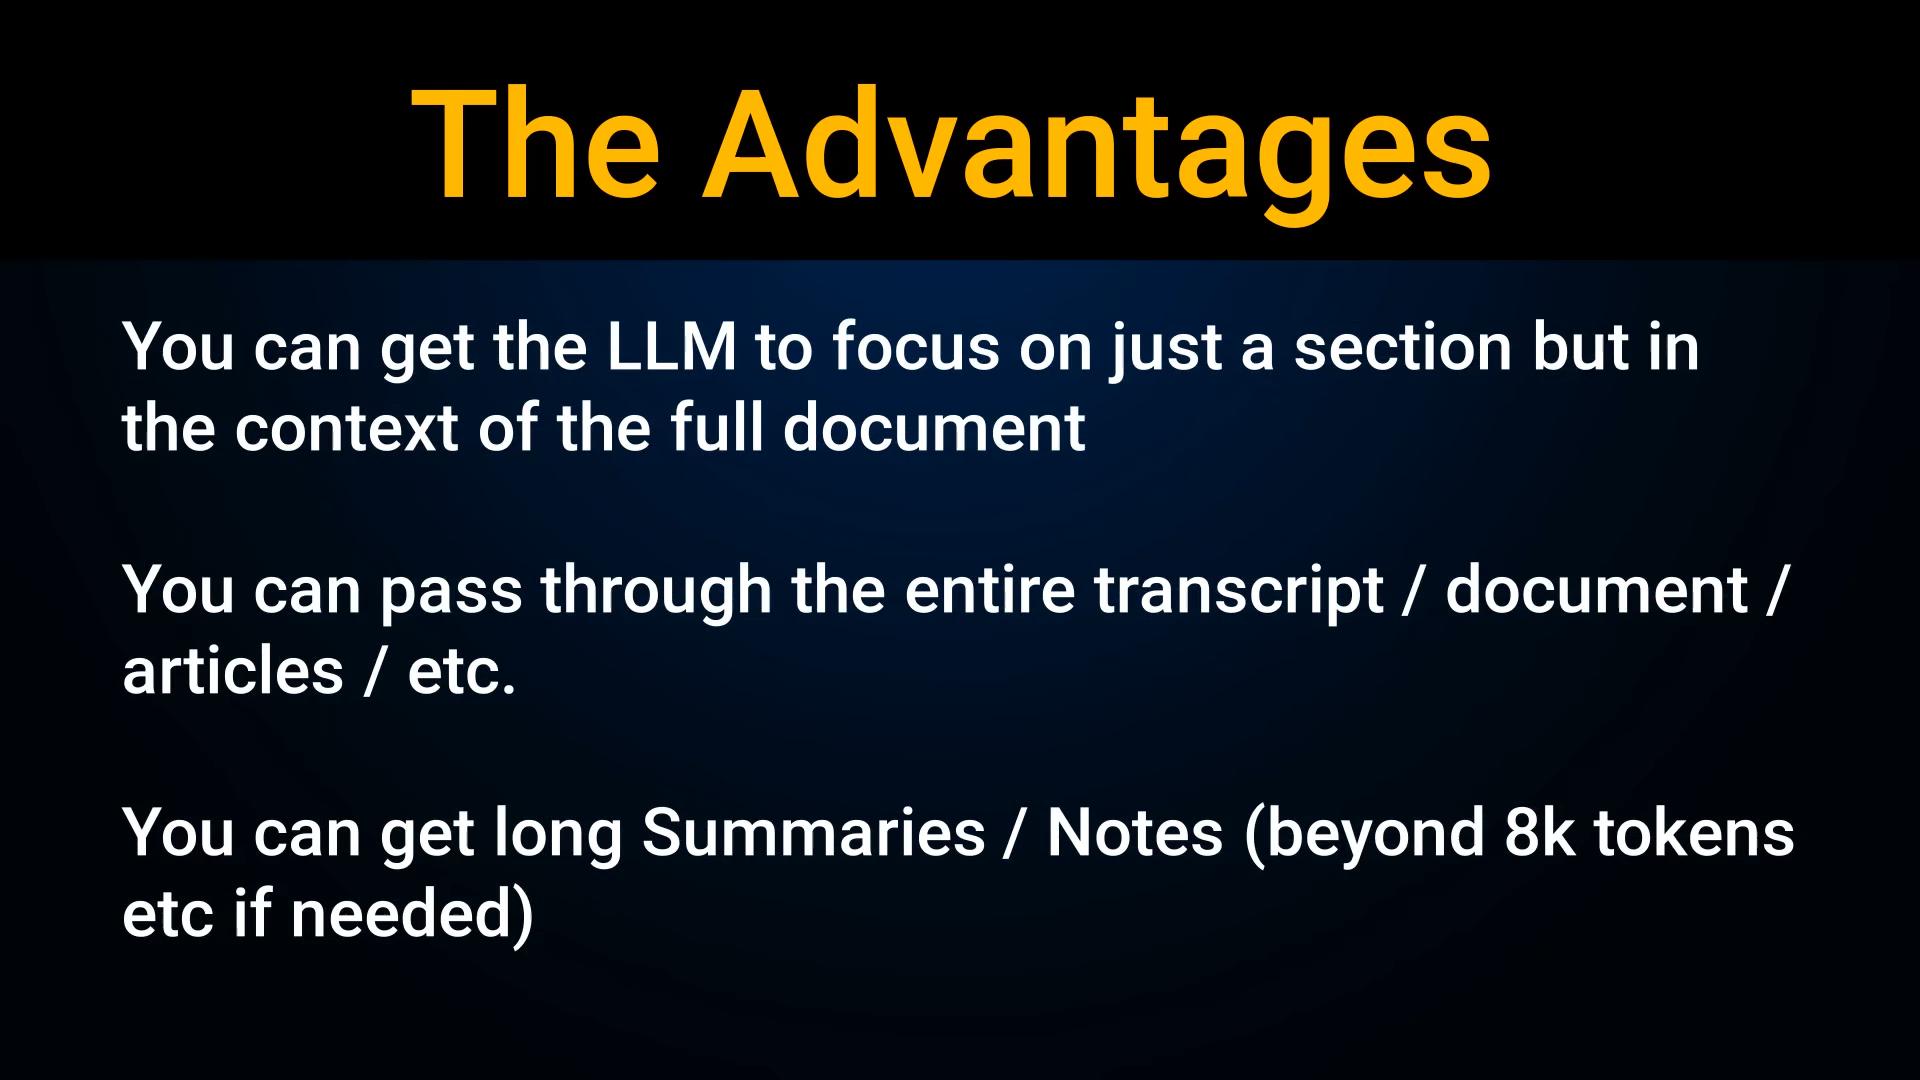 The Advantages
You can get the LLM to focus on just a section but in
the context of the full document
You can pass through the entire transcript / document /
articles / etc.
You can get long Summaries / Notes (beyond 8k tokens
etc if needed)